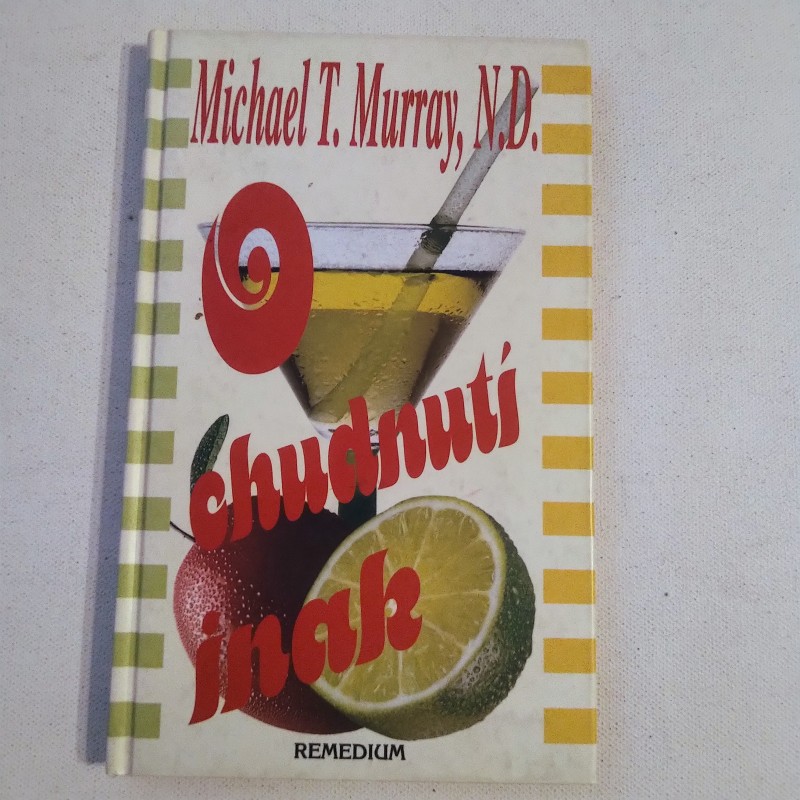 Michael T. Murray, N.D.
O
chudnutí
inak
REMEDIUM